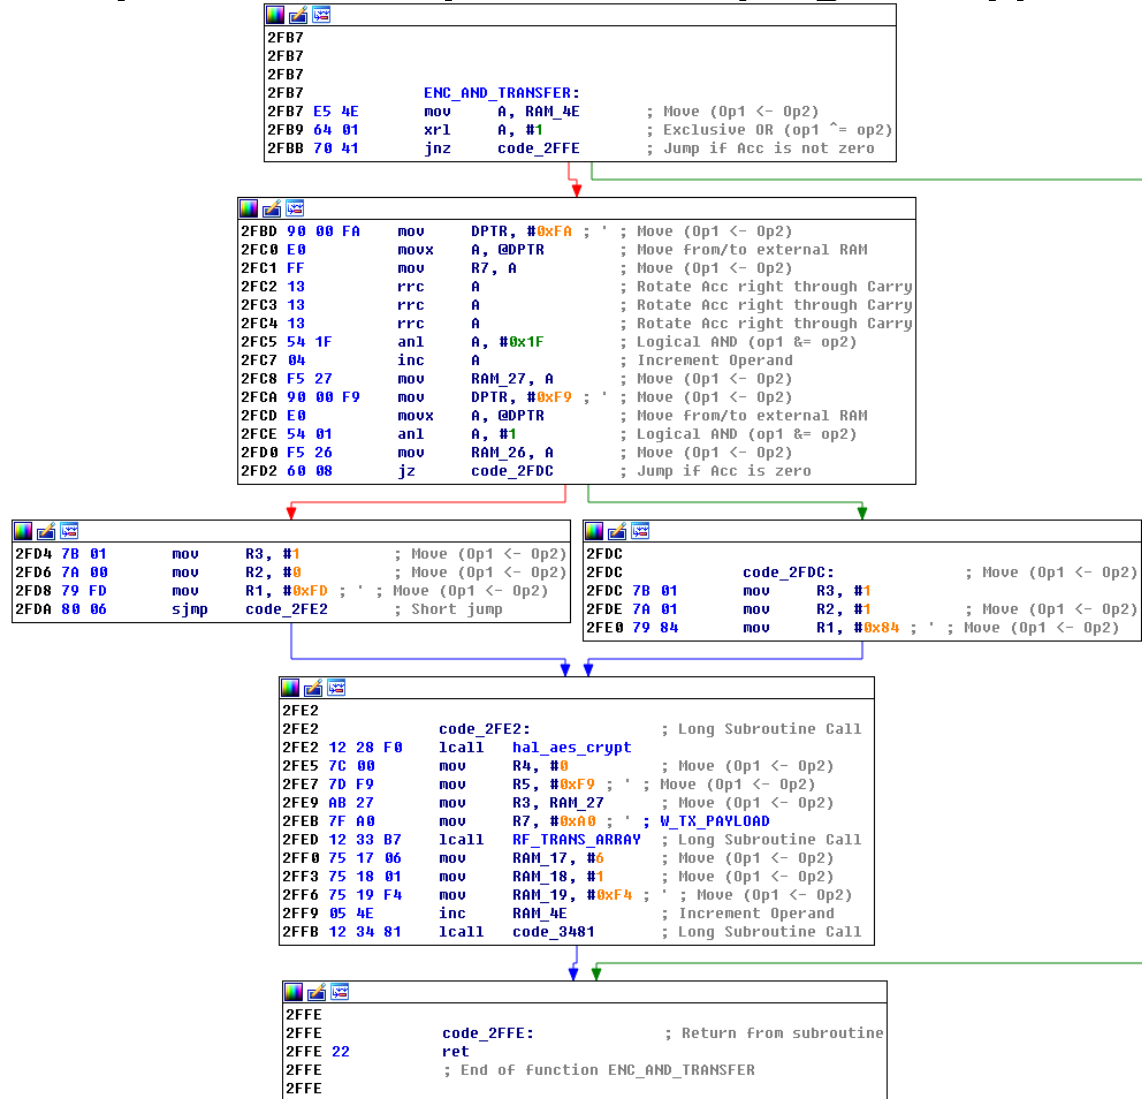 2FB7
2FB7
2FB7
2FB7 ENC_AND_TRANSFER:
2FB7 E5 4E mov A, RAM_4E ; Move (Op1 <- Op2)
2FB9 64 01 xrl A, #1 ; Exclusive OR (op1 ^= op2)
2FBB 70 41 jnz code_2FFE ; Jump if Acc is not zero
2FBD 90 00 FA mov DPTR, #0xFA ; ' ; Move (Op1 <- Op2)
2FC0 E0 movx A, @DPTR ; Move from/to external RAM
2FC1 FF mov R7, A ; Move (Op1 <- Op2)
2FC2 13 rrc A ; Rotate Acc right through Carry
2FC3 13 rrc A ; Rotate Acc right through Carry
2FC4 13 rrc A ; Rotate Acc right through Carry
2FC5 54 1F anl A, #0x1F ; Logical AND (op1 &= op2)
2FC7 04 inc A ; Increment Operand
2FC8 F5 27 mov RAM_27, A ; Move (Op1 <- Op2)
2FCA 90 00 F9 mov DPTR, #0xF9 ; ' ; Move (Op1 <- Op2)
2FCD E0 movx A, @DPTR ; Move from/to external RAM
2FCE 54 01 anl A, #1 ; Logical AND (op1 &= op2)
2FD0 F5 26 mov RAM_26, A ; Move (Op1 <- Op2)
2FD2 60 08 jz code_2FDC ; Jump if Acc is zero
2FD4 7B 01 mov R3, #1 ; Move (Op1 <- Op2)
2FD6 7A 00 mov R2, #0 ; Move (Op1 <- Op2)
2FD8 79 FD mov R1, #0xFD ; ' ; Move (Op1 <- Op2)
2FDA 80 06 sjmp code_2FE2 ; Short jump
2FDC
2FDC code_2FDC: ; Move (Op1 <- Op2)
2FDC 7B 01 mov R3, #1
2FDE 7A 01 mov R2, #1 ; Move (Op1 <- Op2)
2FE0 79 84 mov R1, #0x84 ; ' ; Move (Op1 <- Op2)
2FE2
2FE2 code_2FE2: ; Long Subroutine Call
2FE2 12 28 F0 lcall hal_aes_crypt
2FE5 7C 00 mov R4, #0 ; Move (Op1 <- Op2)
2FE7 7D F9 mov R5, #0xF9 ; ' ; Move (Op1 <- Op2)
2FE9 AB 27 mov R3, RAM_27 ; Move (Op1 <- Op2)
2FEB 7F A0 mov R7, #0xA0 ; ' ; W_TX_PAYLOAD
2FED 12 33 B7 lcall RF_TRANS_ARRAY ; Long Subroutine Call
2FF0 75 17 06 mov RAM_17, #6 ; Move (Op1 <- Op2)
2FF3 75 18 01 mov RAM_18, #1 ; Move (Op1 <- Op2)
2FF6 75 19 F4 mov RAM_19, #0xF4 ; ' ; Move (Op1 <- Op2)
2FF9 05 4E inc RAM_4E ; Increment Operand
2FFB 12 34 81 lcall code_3481 ; Long Subroutine Call
2FFE
2FFE code_2FFE: ; Return from subroutine
2FFE 22 ret
2FFE ; End of function ENC_AND_TRANSFER
2FFE